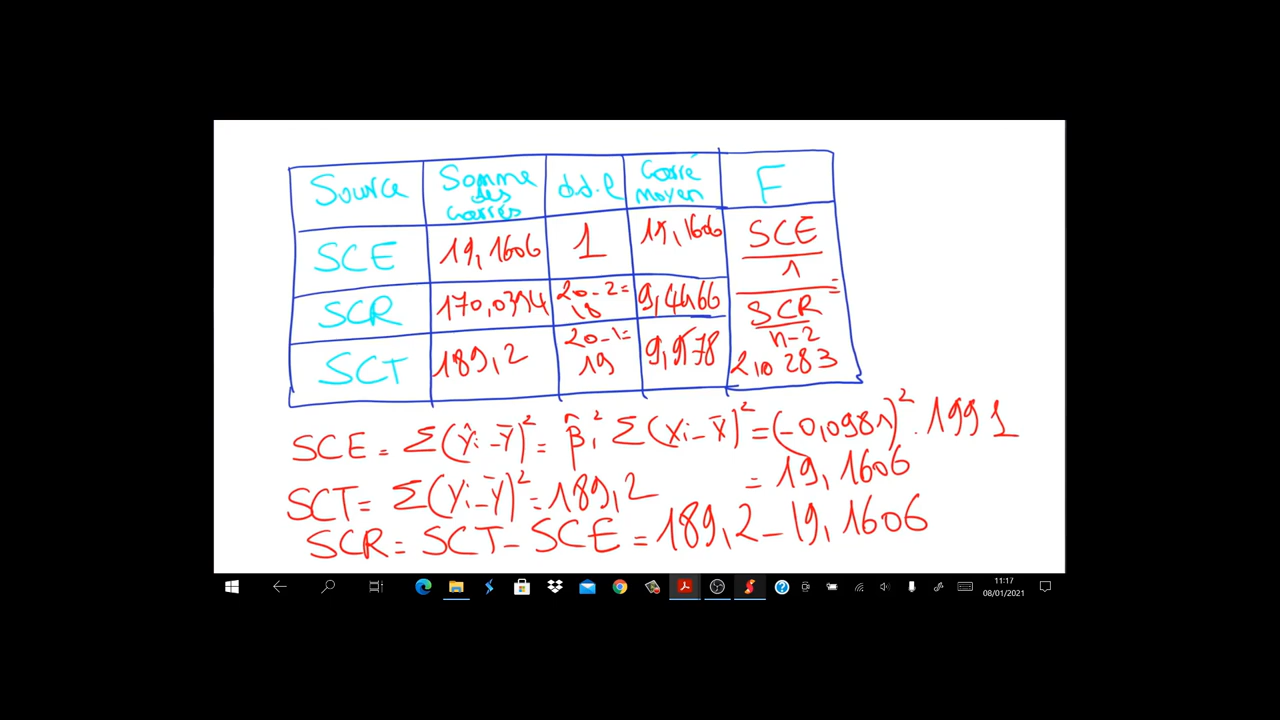 Source Somme des Carrés d.d.l Carré moyen F
SCE 19,1606 1 19,1606 SCE/1
SCR 170,0394 20-2=18 9,4466 SCR/n-2 =
SCT 189,2 20-1=19 9,9578 2,0283
SCE = Σ(ŷi-ȳ)² = β̂1² Σ(Xi-X̄)² = (-0,0981)². 1991
= 19,1606
SCT = Σ(Yi-Ȳ)² = 189,2
SCR = SCT - SCE = 189,2 - 19,1606
11:17
08/01/2021